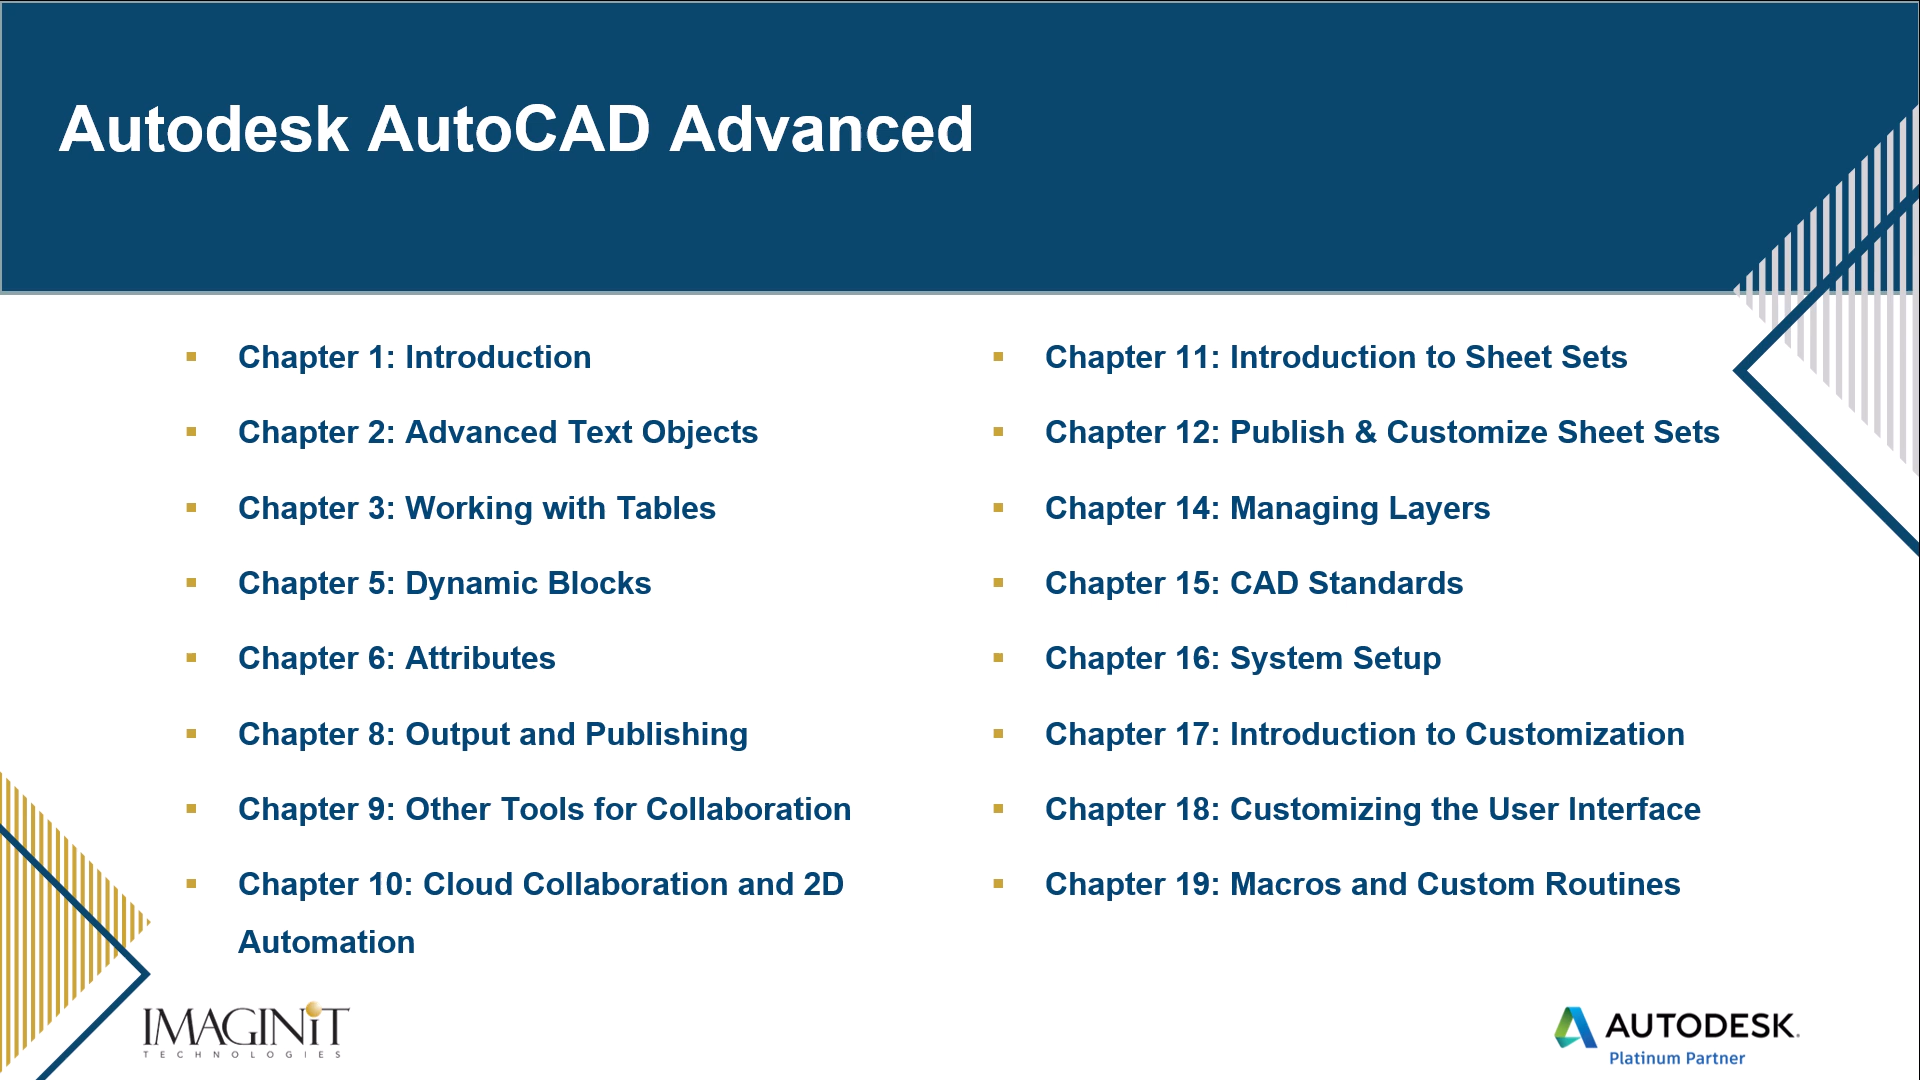 Autodesk AutoCAD Advanced
Chapter 1: Introduction
Chapter 2: Advanced Text Objects
Chapter 3: Working with Tables
Chapter 5: Dynamic Blocks
Chapter 6: Attributes
Chapter 8: Output and Publishing
Chapter 9: Other Tools for Collaboration
Chapter 10: Cloud Collaboration and 2D
Automation
Chapter 11: Introduction to Sheet Sets
Chapter 12: Publish & Customize Sheet Sets
Chapter 14: Managing Layers
Chapter 15: CAD Standards
Chapter 16: System Setup
Chapter 17: Introduction to Customization
Chapter 18: Customizing the User Interface
Chapter 19: Macros and Custom Routines
IMAGINiT
TECHNOLOGIES
AUTODESK.
Platinum Partner